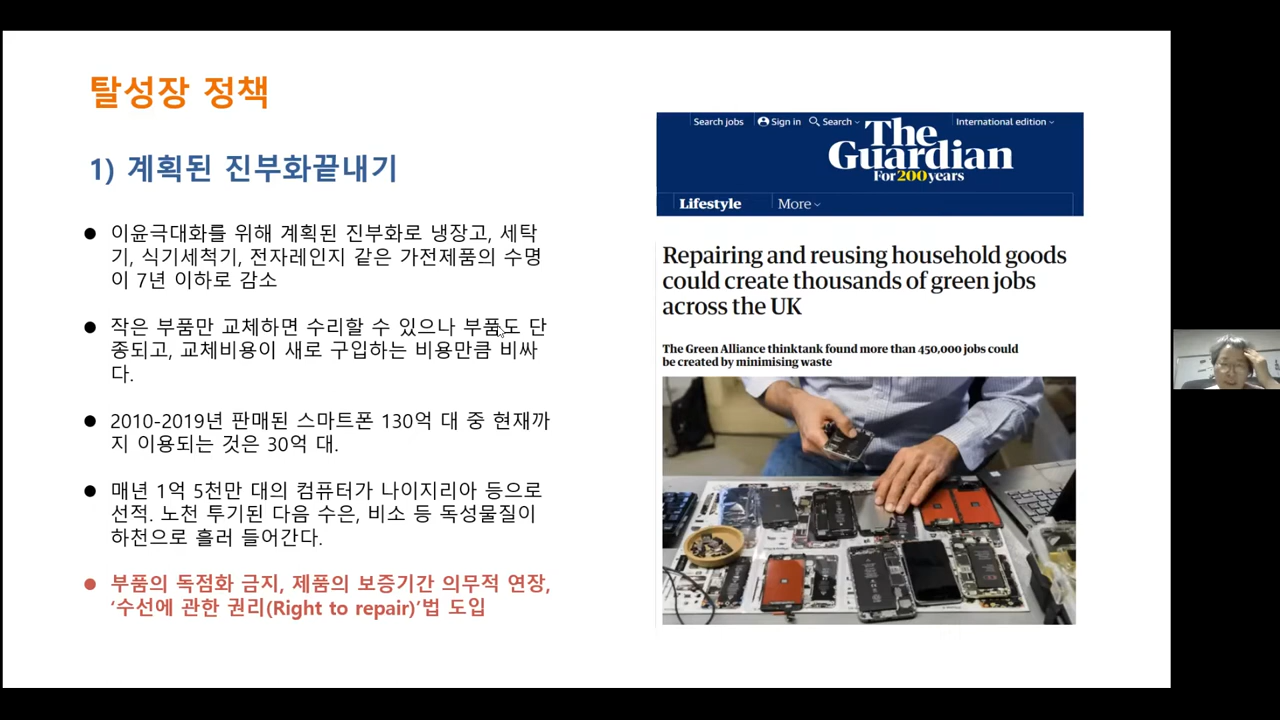 탈성장 정책
1) 계획된 진부화끝내기
● 이윤극대화를 위해 계획된 진부화로 냉장고, 세탁
기, 식기세척기, 전자레인지 같은 가전제품의 수명
이 7년 이하로 감소
● 작은 부품만 교체하면 수리할 수 있으나 부품도 단
종되고, 교체비용이 새로 구입하는 비용만큼 비싸
다.
● 2010-2019년 판매된 스마트폰 130억 대 중 현재까
지 이용되는 것은 30억 대.
● 매년 1억 5천만 대의 컴퓨터가 나이지리아 등으로
선적. 노천 투기된 다음 수은, 비소 등 독성물질이
하천으로 흘러 들어간다.
● 부품의 독점화 금지, 제품의 보증기간 의무적 연장,
‘수선에 관한 권리(Right to repair)’법 도입
Search jobs Sign in Search International edition
The
Guardian
For 200 years
Lifestyle More
Repairing and reusing household goods
could create thousands of green jobs
across the UK
The Green Alliance thinktank found more than 450,000 jobs could
be created by minimising waste